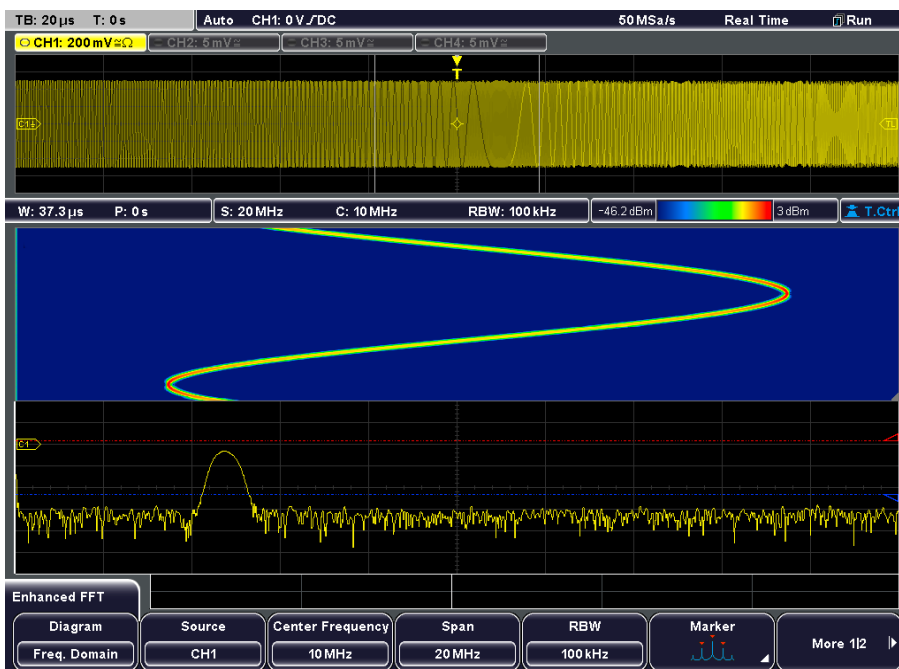 TB: 20 µs T: 0 s Auto CH1: 0 V / DC 50 MSa/s Real Time Run
CH1: 200 mV≅Ω CH2: 5 mV≅ CH3: 5 mV≅ CH4: 5 mV≅
T
C1
TL
W: 37.3 µs P: 0 s S: 20 MHz C: 10 MHz RBW: 100 kHz -46.2 dBm 3 dBm T.Ctrl
C1
Enhanced FFT
Diagram Source Center Frequency Span RBW Marker More 1|2
Freq. Domain CH1 10 MHz 20 MHz 100 kHz